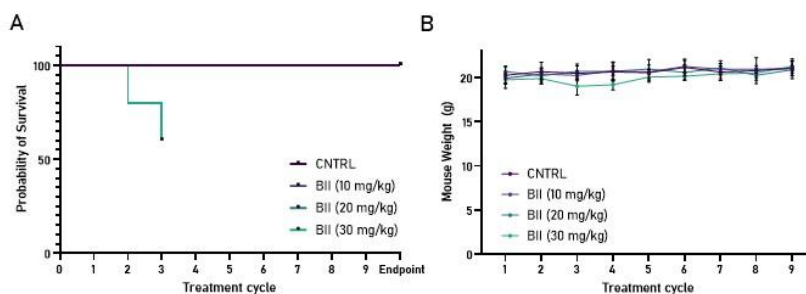 A
Probability of Survival
100
50
0
0 1 2 3 4 5 6 7 8 9 Endpoint
Treatment cycle
CNTRL
BII (10 mg/kg)
BII (20 mg/kg)
BII (30 mg/kg)
B
Mouse Weight (g)
20
15
10
5
0
1 2 3 4 5 6 7 8 9
Treatment cycle
CNTRL
BII (10 mg/kg)
BII (20 mg/kg)
BII (30 mg/kg)